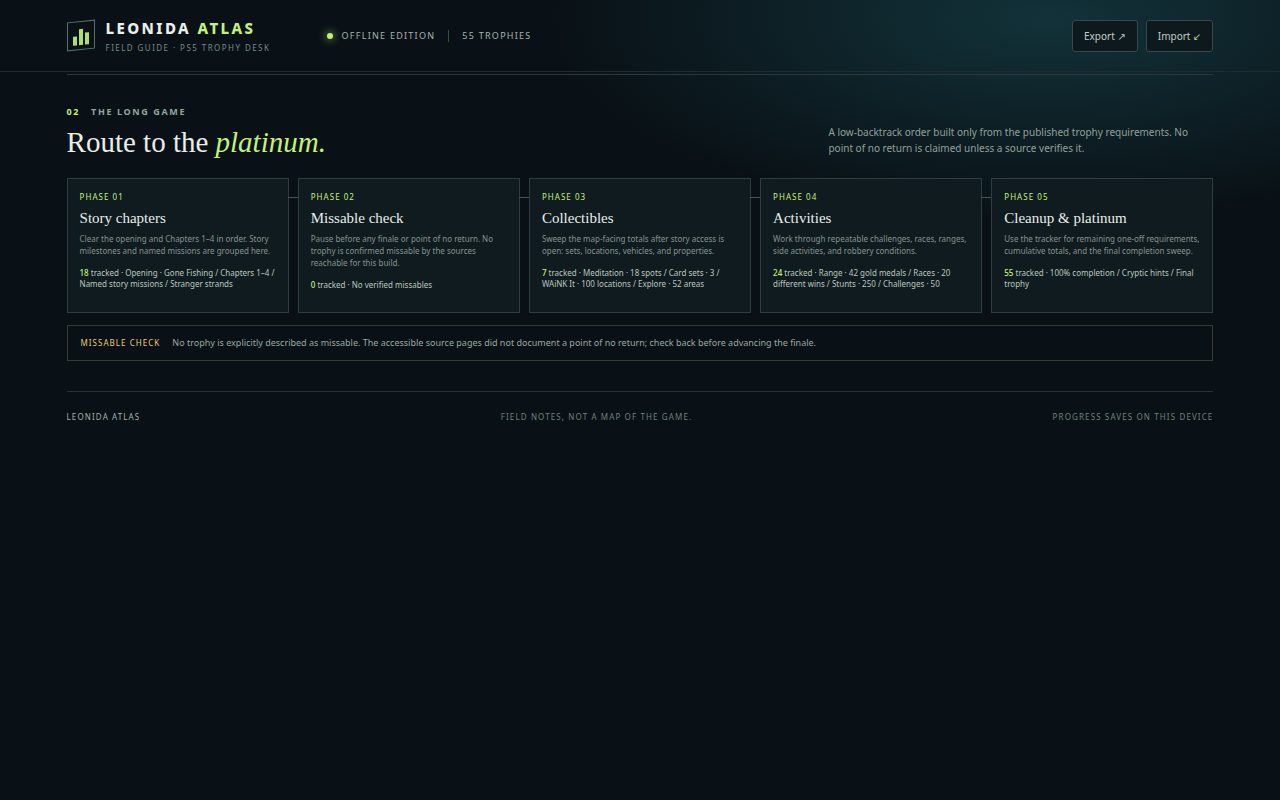 LEONIDA ATLAS
FIELD GUIDE · PS5 TROPHY DESK
OFFLINE EDITION
55 TROPHIES
Export ↗
Import ↙
02 THE LONG GAME
Route to the platinum.
A low-backtrack order built only from the published trophy requirements. No
point of no return is claimed unless a source verifies it.
PHASE 01
Story chapters
Clear the opening and Chapters 1–4 in order. Story
milestones and named missions are grouped here.
18 tracked · Opening · Gone Fishing / Chapters 1–4 /
Named story missions / Stranger strands
PHASE 02
Missable check
Pause before any finale or point of no return. No
trophy is confirmed missable by the sources
reachable for this build.
0 tracked · No verified missables
PHASE 03
Collectibles
Sweep the map-facing totals after story access is
open: sets, locations, vehicles, and properties.
7 tracked · Meditation · 18 spots / Card sets · 3 /
WAiNK It · 100 locations / Explore · 52 areas
PHASE 04
Activities
Work through repeatable challenges, races, ranges,
side activities, and robbery conditions.
24 tracked · Range · 42 gold medals / Races · 20
different wins / Stunts · 250 / Challenges · 50
PHASE 05
Cleanup & platinum
Use the tracker for remaining one-off requirements,
cumulative totals, and the final completion sweep.
55 tracked · 100% completion / Cryptic hints / Final
trophy
MISSABLE CHECK No trophy is explicitly described as missable. The accessible source pages did not document a point of no return; check back before advancing the finale.
LEONIDA ATLAS
FIELD NOTES, NOT A MAP OF THE GAME.
PROGRESS SAVES ON THIS DEVICE